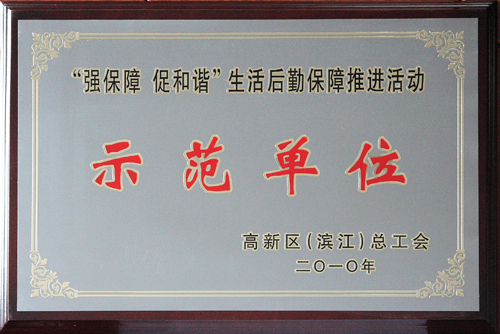 “强保障 促和谐”生活后勤保障推进活动
示范单位
高新区(滨江)总工会
二〇一〇年